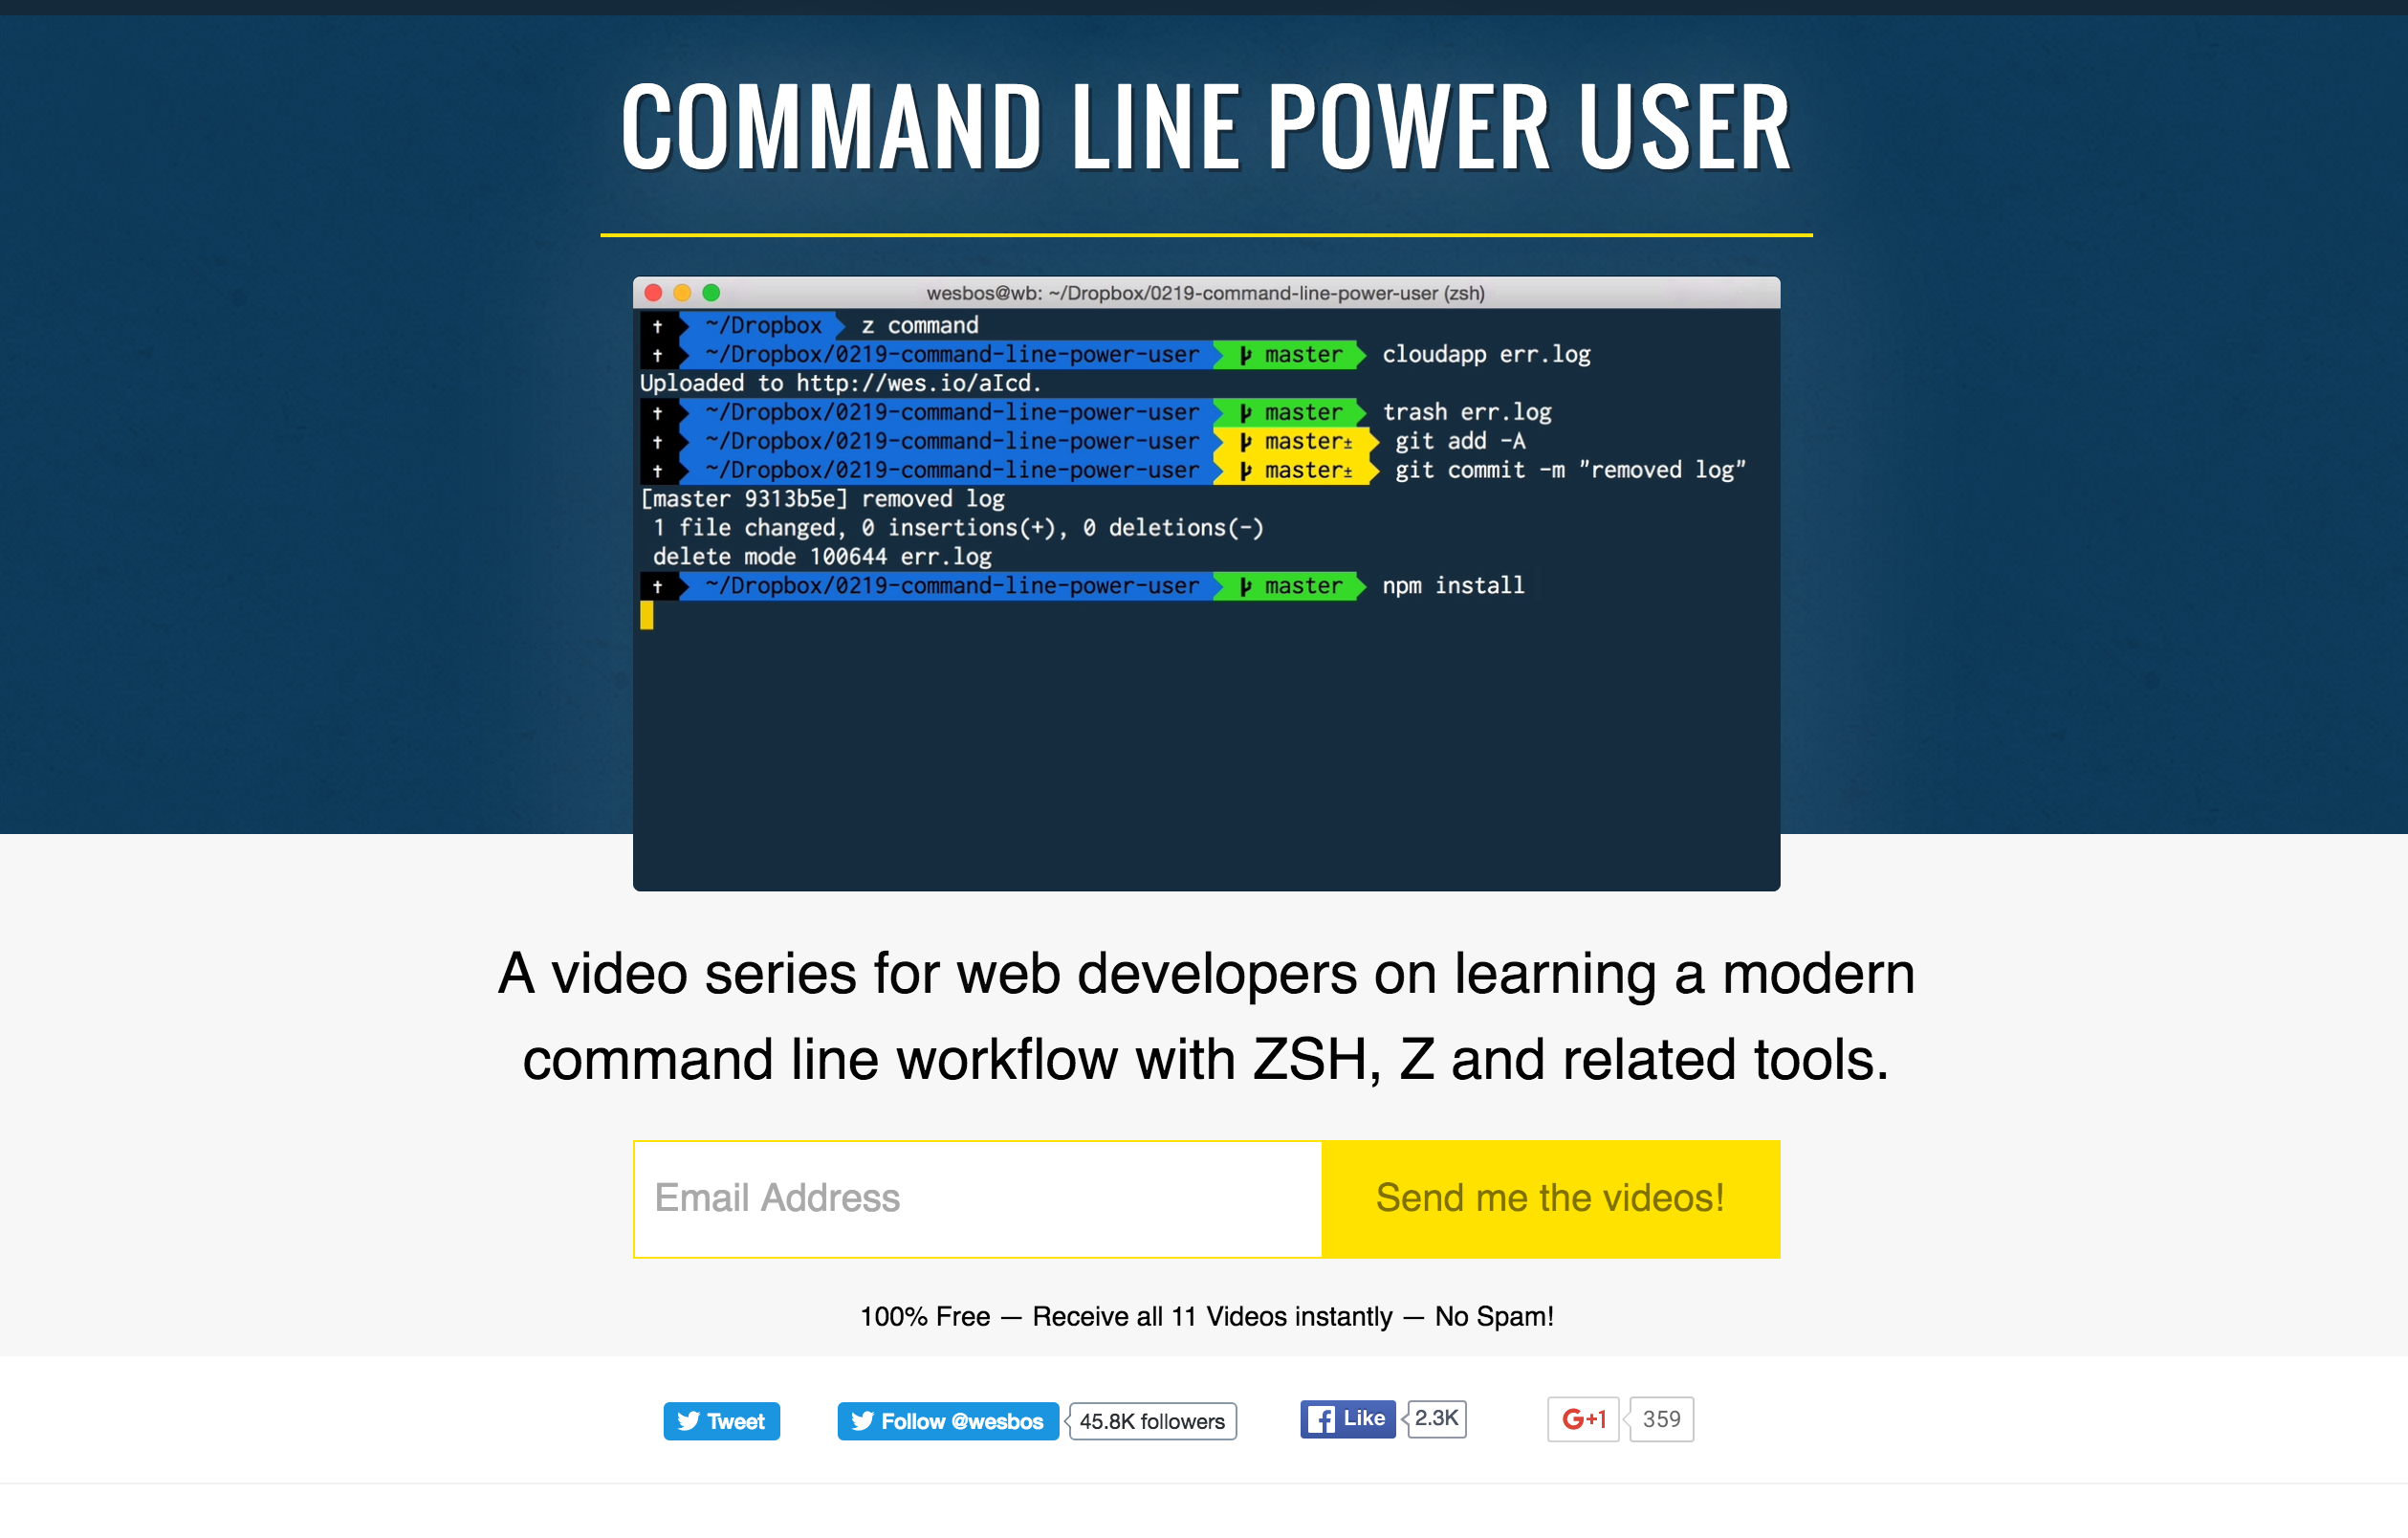 COMMAND LINE POWER USER
wesbos@wb: ~/Dropbox/0219-command-line-power-user (zsh)
† ~/Dropbox z command
† ~/Dropbox/0219-command-line-power-user master cloudapp err.log
Uploaded to http://wes.io/aIcd.
† ~/Dropbox/0219-command-line-power-user master trash err.log
† ~/Dropbox/0219-command-line-power-user master± git add -A
† ~/Dropbox/0219-command-line-power-user master± git commit -m "removed log"
[master 9313b5e] removed log
1 file changed, 0 insertions(+), 0 deletions(-)
delete mode 100644 err.log
† ~/Dropbox/0219-command-line-power-user master npm install
A video series for web developers on learning a modern
command line workflow with ZSH, Z and related tools.
Email Address Send me the videos!
100% Free — Receive all 11 Videos instantly — No Spam!
Tweet Follow @wesbos 45.8K followers Like 2.3K G+1 359